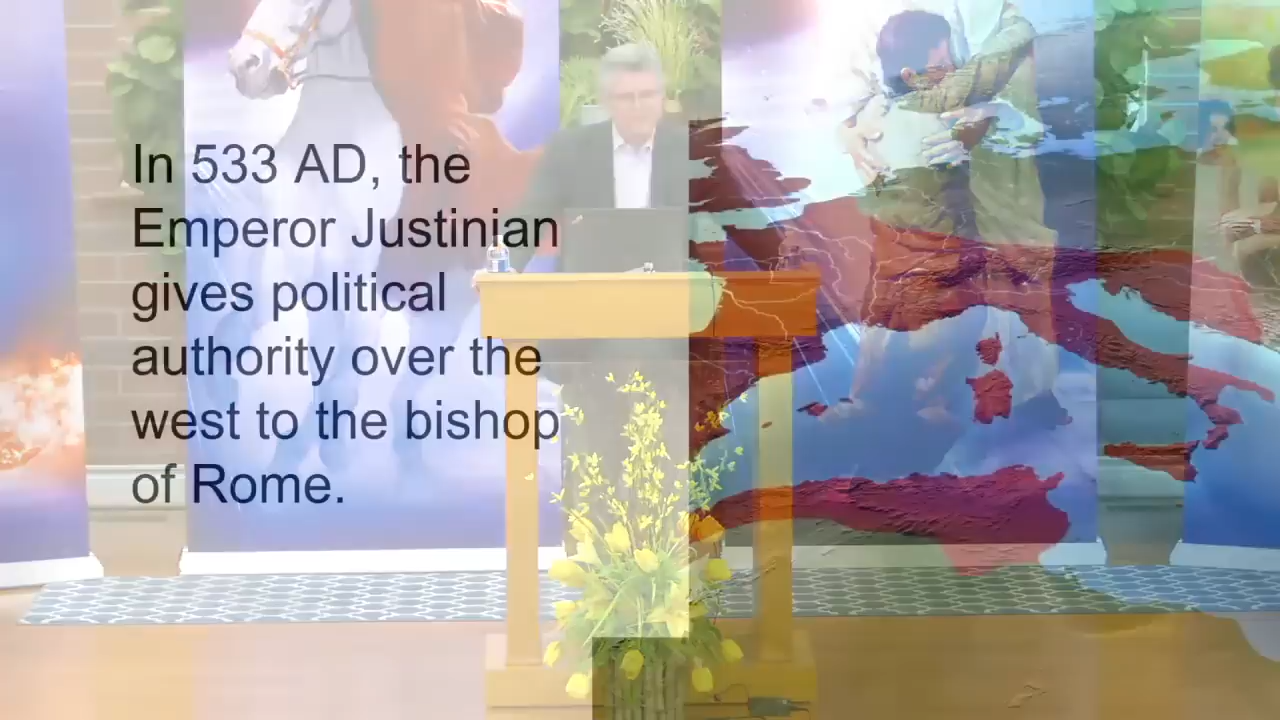 In 533 AD, the
Emperor Justinian
gives political
authority over the
west to the bishop
of Rome.